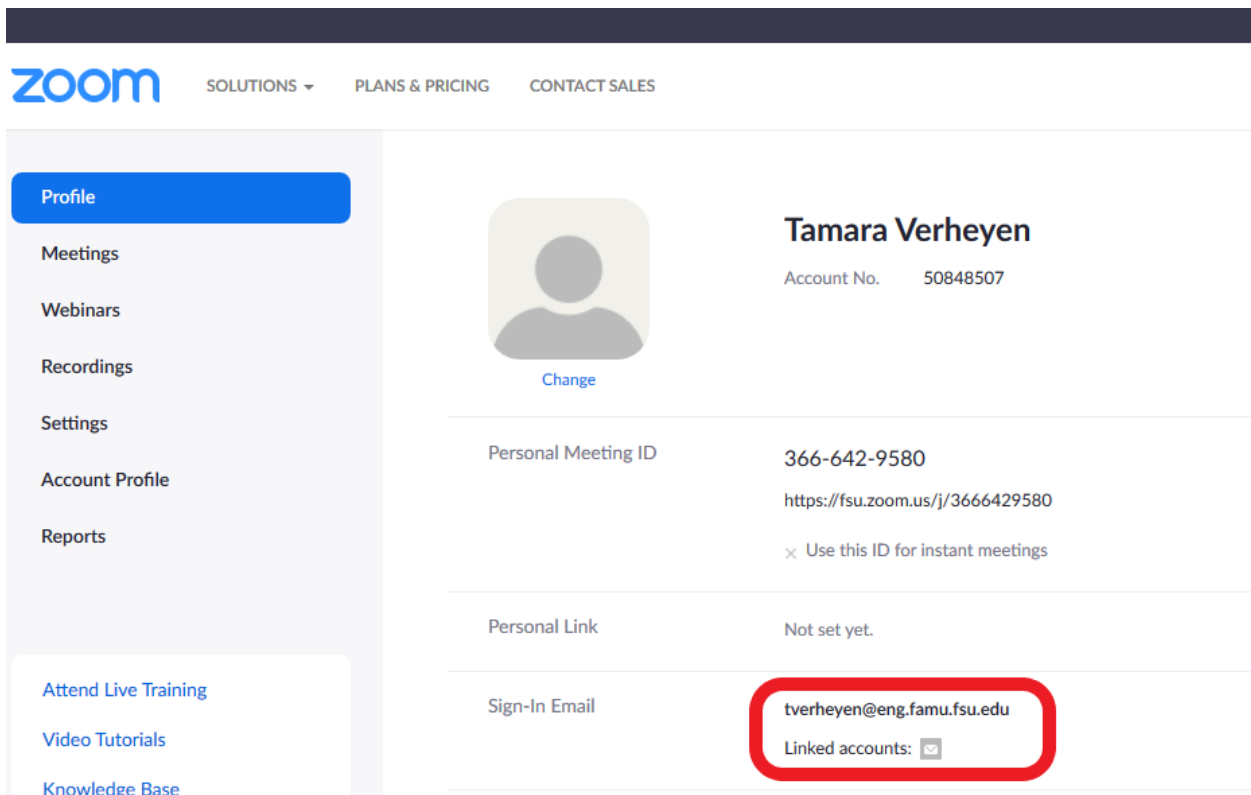 zoom
SOLUTIONS
PLANS & PRICING
CONTACT SALES
Profile
Meetings
Webinars
Recordings
Settings
Account Profile
Reports
Attend Live Training
Video Tutorials
Knowledge Base
Change
Tamara Verheyen
Account No. 50848507
Personal Meeting ID
366-642-9580
https://fsu.zoom.us/j/3666429580
× Use this ID for instant meetings
Personal Link
Not set yet.
Sign-In Email
tverheyen@eng.famu.fsu.edu
Linked accounts: